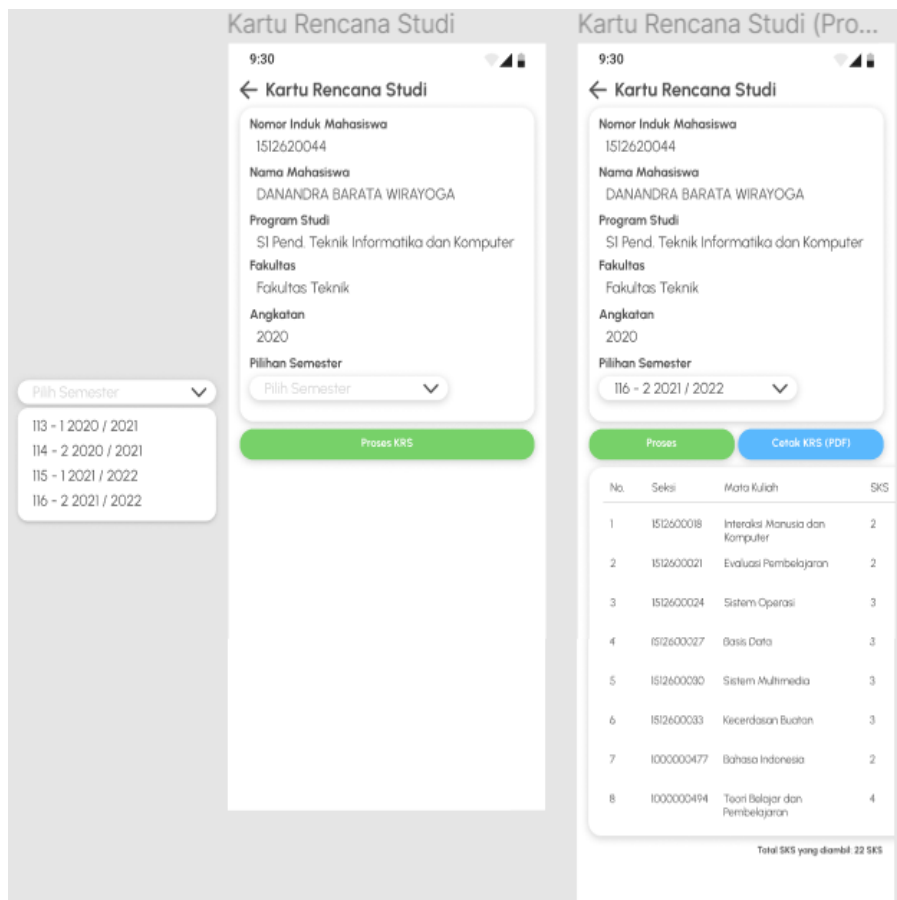 Kartu Rencana Studi
9:30
Kartu Rencana Studi
Nomor Induk Mahasiswa
1512620044
Nama Mahasiswa
DANANDRA BARATA WIRAYOGA
Program Studi
S1 Pend. Teknik Informatika dan Komputer
Fakultas
Fakultas Teknik
Angkatan
2020
Pilihan Semester
Pilih Semester
Proses KRS
Pilih Semester
113 - 1 2020 / 2021
114 - 2 2020 / 2021
115 - 1 2021 / 2022
116 - 2 2021 / 2022
Kartu Rencana Studi (Pro...
9:30
Kartu Rencana Studi
Nomor Induk Mahasiswa
1512620044
Nama Mahasiswa
DANANDRA BARATA WIRAYOGA
Program Studi
S1 Pend. Teknik Informatika dan Komputer
Fakultas
Fakultas Teknik
Angkatan
2020
Pilihan Semester
116 - 2 2021 / 2022
Proses Cetak KRS (PDF)
No. Seksi Mata Kuliah SKS
1 1512600018 Interaksi Manusia dan
Komputer 2
2 1512600021 Evaluasi Pembelajaran 2
3 1512600024 Sistem Operasi 3
4 1512600027 Basis Data 3
5 1512600030 Sistem Multimedia 3
6 1512600033 Kecerdasan Buatan 3
7 1000000477 Bahasa Indonesia 2
8 1000000494 Teori Belajar dan
Pembelajaran 4
Total SKS yang diambil: 22 SKS